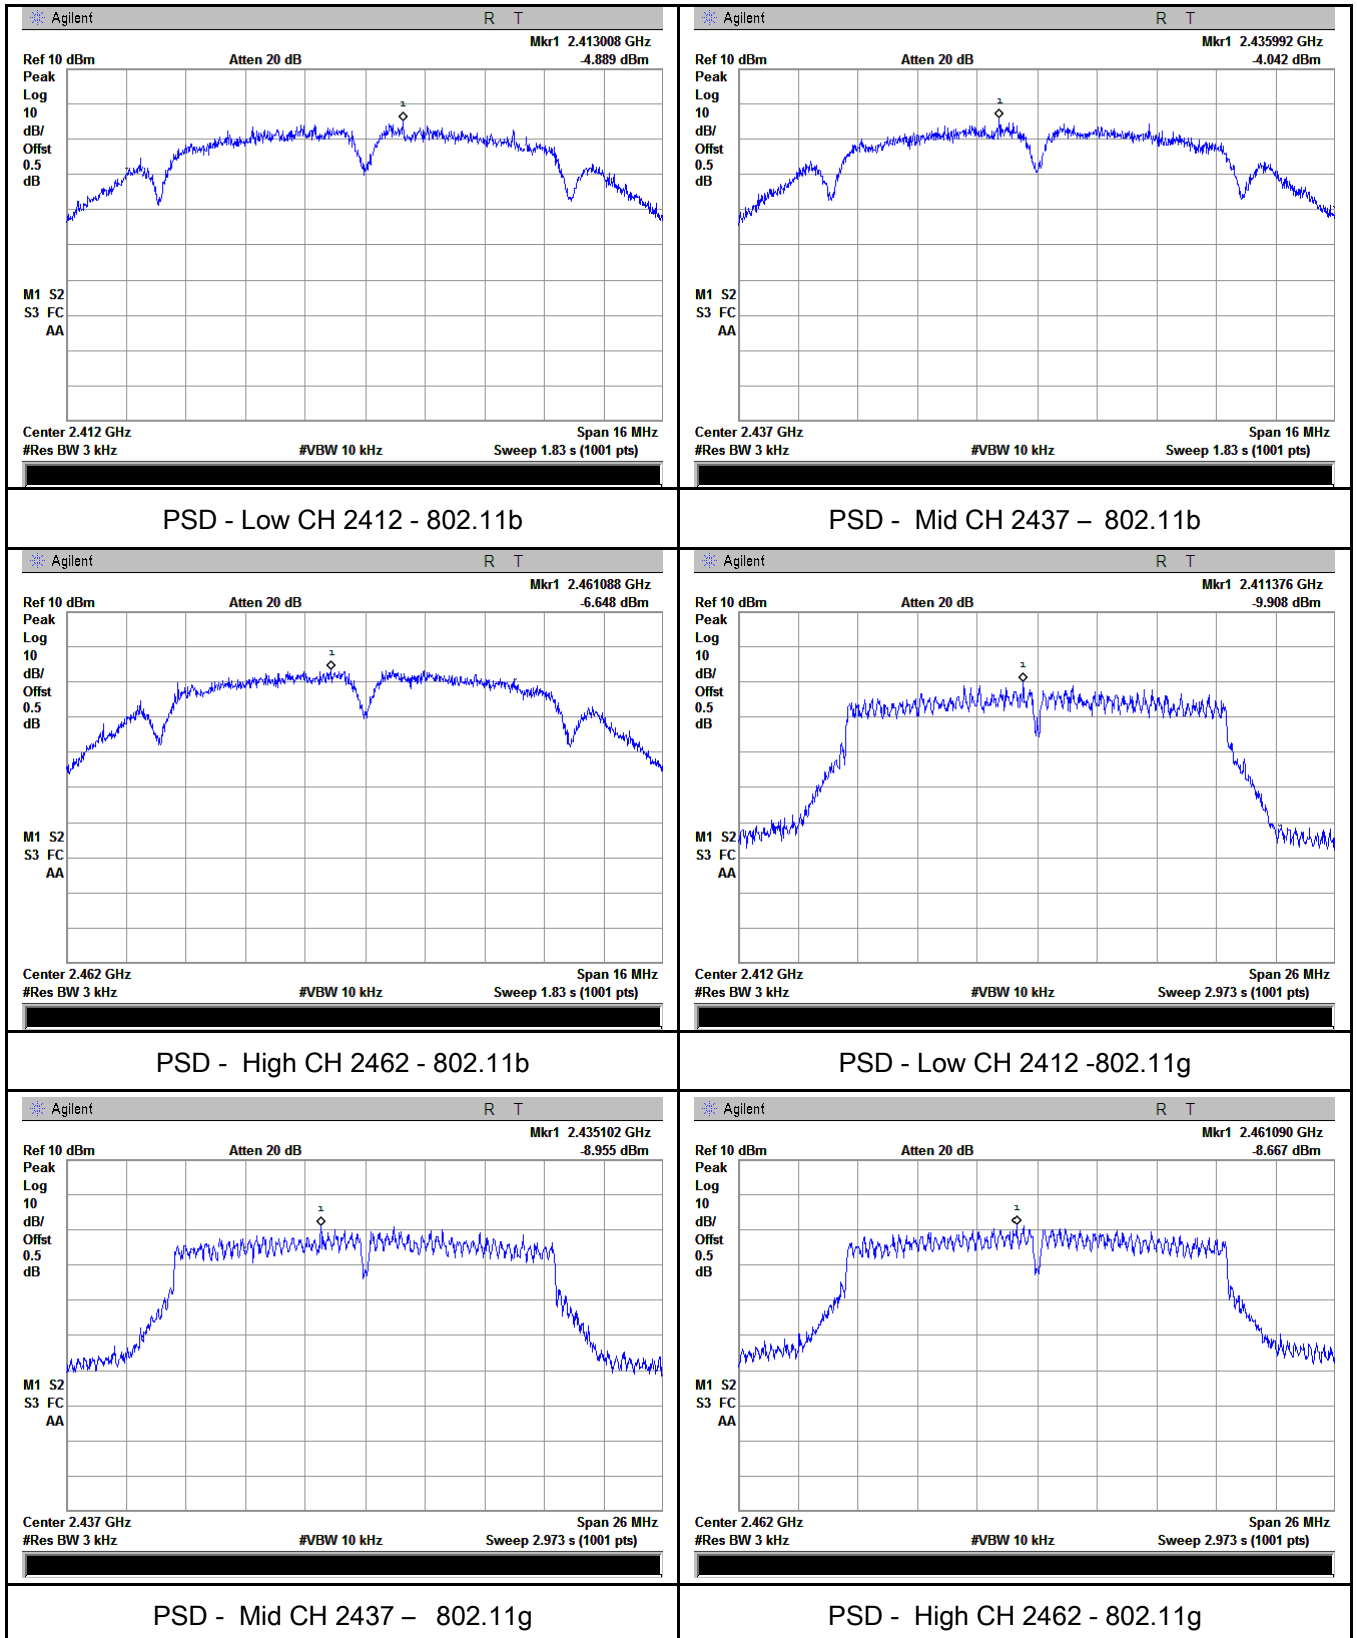 Agilent R T
Mkr1 2.413008 GHz
Ref 10 dBm Atten 20 dB -4.889 dBm
Peak
Log
10
dB/
Offst
0.5
dB
1
M1 S2
S3 FC
AA
Center 2.412 GHz Span 16 MHz
#Res BW 3 kHz #VBW 10 kHz Sweep 1.83 s (1001 pts)
PSD - Low CH 2412 - 802.11b
Agilent R T
Mkr1 2.435992 GHz
Ref 10 dBm Atten 20 dB -4.042 dBm
Peak
Log
10
dB/
Offst
0.5
dB
1
M1 S2
S3 FC
AA
Center 2.437 GHz Span 16 MHz
#Res BW 3 kHz #VBW 10 kHz Sweep 1.83 s (1001 pts)
PSD - Mid CH 2437 – 802.11b
Agilent R T
Mkr1 2.461088 GHz
Ref 10 dBm Atten 20 dB -6.648 dBm
Peak
Log
10
dB/
Offst
0.5
dB
1
M1 S2
S3 FC
AA
Center 2.462 GHz Span 16 MHz
#Res BW 3 kHz #VBW 10 kHz Sweep 1.83 s (1001 pts)
PSD - High CH 2462 - 802.11b
Agilent R T
Mkr1 2.411376 GHz
Ref 10 dBm Atten 20 dB -9.908 dBm
Peak
Log
10
dB/
Offst
0.5
dB
1
M1 S2
S3 FC
AA
Center 2.412 GHz Span 26 MHz
#Res BW 3 kHz #VBW 10 kHz Sweep 2.973 s (1001 pts)
PSD - Low CH 2412 -802.11g
Agilent R T
Mkr1 2.435102 GHz
Ref 10 dBm Atten 20 dB -8.955 dBm
Peak
Log
10
dB/
Offst
0.5
dB
1
M1 S2
S3 FC
AA
Center 2.437 GHz Span 26 MHz
#Res BW 3 kHz #VBW 10 kHz Sweep 2.973 s (1001 pts)
PSD - Mid CH 2437 – 802.11g
Agilent R T
Mkr1 2.461090 GHz
Ref 10 dBm Atten 20 dB -8.667 dBm
Peak
Log
10
dB/
Offst
0.5
dB
1
M1 S2
S3 FC
AA
Center 2.462 GHz Span 26 MHz
#Res BW 3 kHz #VBW 10 kHz Sweep 2.973 s (1001 pts)
PSD - High CH 2462 - 802.11g